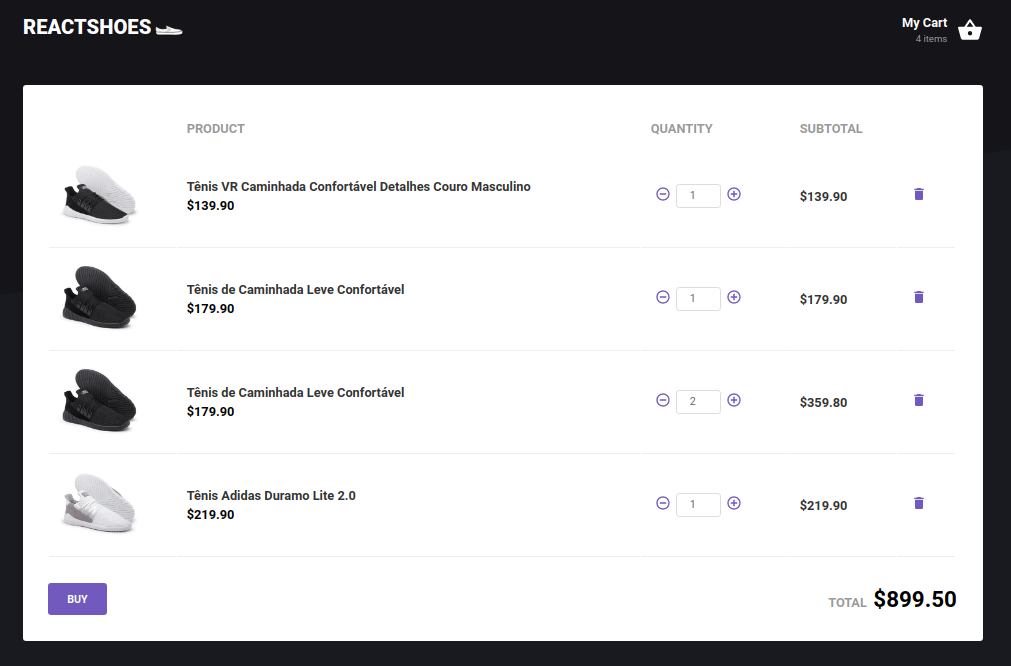 REACTSHOES
My Cart
4 items
PRODUCT QUANTITY SUBTOTAL
Tênis VR Caminhada Confortável Detalhes Couro Masculino
$139.90
1
$139.90
Tênis de Caminhada Leve Confortável
$179.90
1
$179.90
Tênis de Caminhada Leve Confortável
$179.90
2
$359.80
Tênis Adidas Duramo Lite 2.0
$219.90
1
$219.90
BUY
TOTAL $899.50